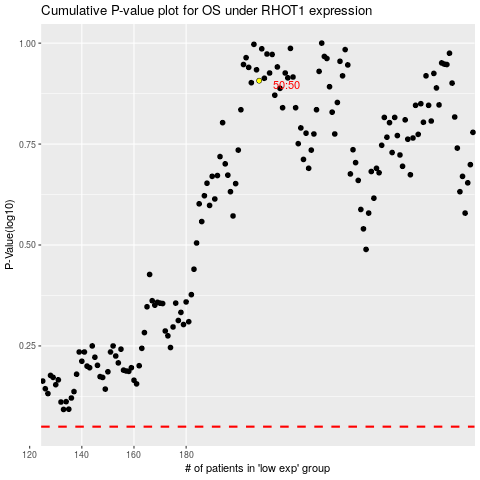 Cumulative P-value plot for OS under RHOT1 expression
1.00
0.75
0.50
0.25
50:50
P-Value(log10)
120 140 160 180
# of patients in 'low exp' group